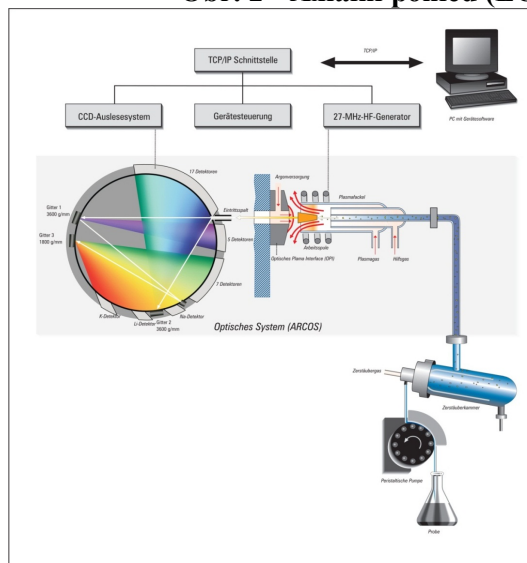 TCP/IP Schnittstelle
TCP/IP
PC mit Gerätesoftware
CCD-Auslesesystem
Gerätesteuerung
27-MHz-HF-Generator
17 Detektoren
Argonversorgung
Plasmafackel
Gitter 1
3600 g/mm
Eintrittsspalt
Gitter 3
1800 g/mm
5 Detektoren
Arbeitsspule
Plasmagas
Hilfsgas
Optisches Plasma Interface (OPI)
7 Detektoren
K-Detektor
Li-Detektor
Gitter 2
3600 g/mm
Na-Detektor
Optisches System (ARCOS)
Zerstäubergas
Zerstäuberkammer
Peristaltische Pumpe
Probe